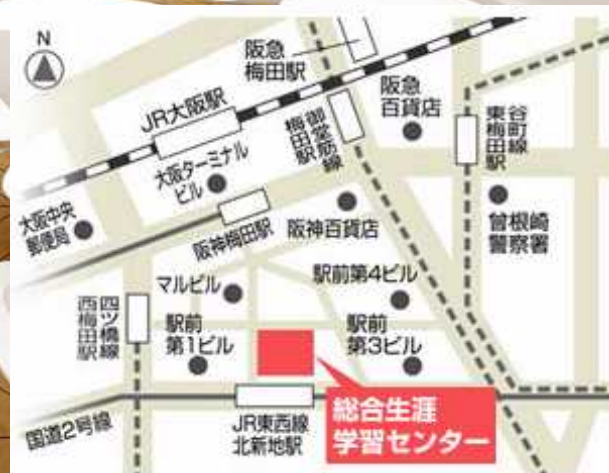 N
阪急
梅田駅
JR大阪駅
御堂筋線
梅田駅
阪急
百貨店
谷町線
東梅田駅
大阪ターミナル
ビル
大阪中央
郵便局
阪神梅田駅
阪神百貨店
曽根崎
警察署
マルビル
駅前第4ビル
四ツ橋線
西梅田駅
駅前
第1ビル
駅前
第3ビル
総合生涯
学習センター
国道2号線
JR東西線
北新地駅